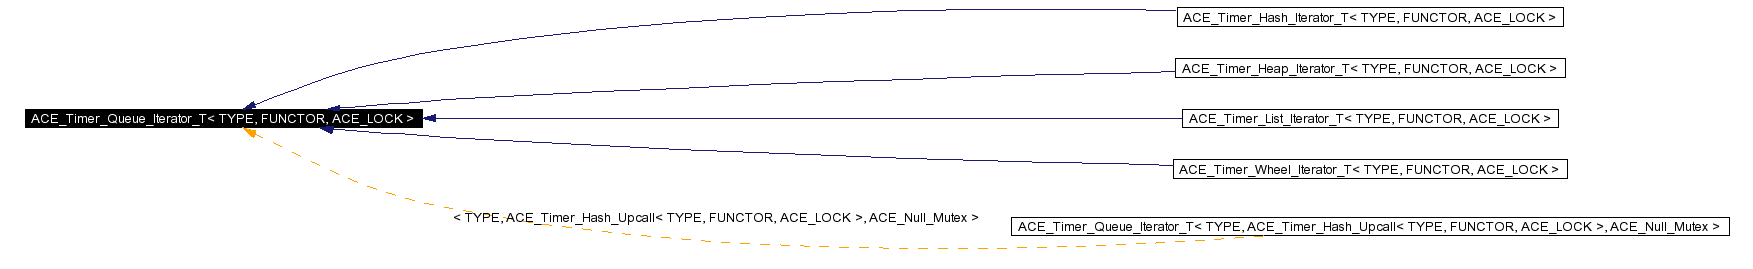 ACE_Timer_Hash_Iterator_T< TYPE, FUNCTOR, ACE_LOCK >
ACE_Timer_Heap_Iterator_T< TYPE, FUNCTOR, ACE_LOCK >
ACE_Timer_Queue_Iterator_T< TYPE, FUNCTOR, ACE_LOCK >
ACE_Timer_List_Iterator_T< TYPE, FUNCTOR, ACE_LOCK >
ACE_Timer_Wheel_Iterator_T< TYPE, FUNCTOR, ACE_LOCK >
< TYPE, ACE_Timer_Hash_Upcall< TYPE, FUNCTOR, ACE_LOCK >, ACE_Null_Mutex >
ACE_Timer_Queue_Iterator_T< TYPE, ACE_Timer_Hash_Upcall< TYPE, FUNCTOR, ACE_LOCK >, ACE_Null_Mutex >